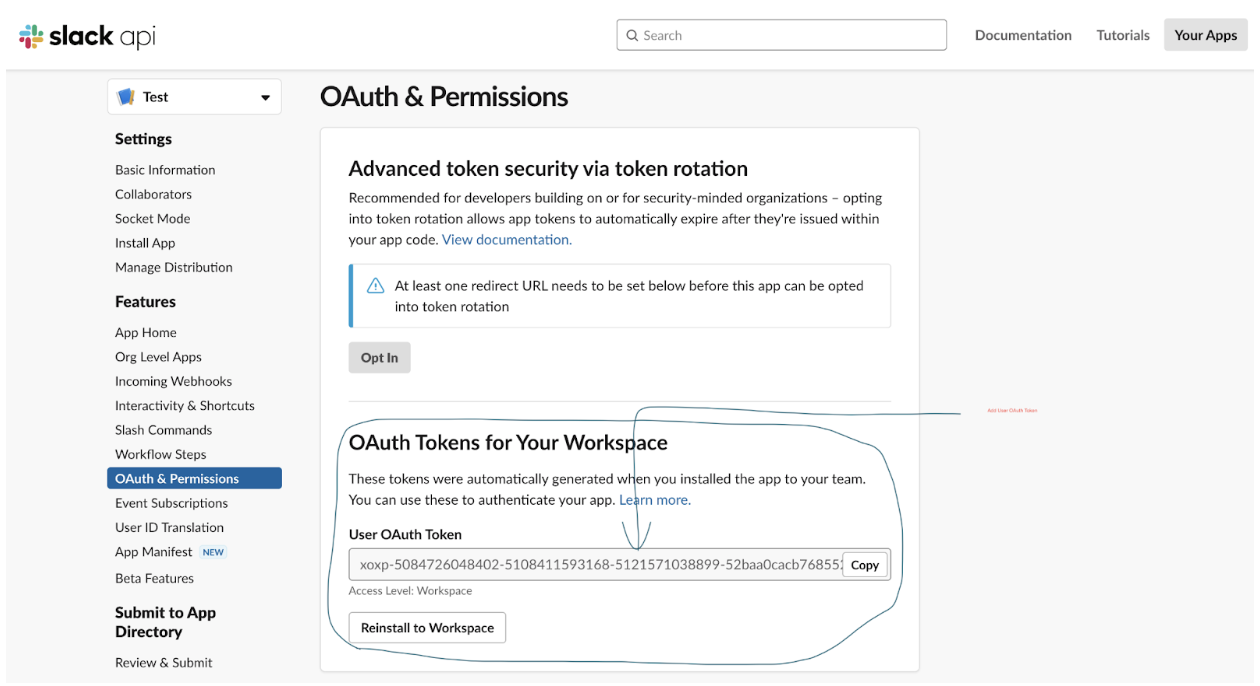 slack api
Search
Documentation
Tutorials
Your Apps
Test
Settings
Basic Information
Collaborators
Socket Mode
Install App
Manage Distribution
Features
App Home
Org Level Apps
Incoming Webhooks
Interactivity & Shortcuts
Slash Commands
Workflow Steps
OAuth & Permissions
Event Subscriptions
User ID Translation
App Manifest NEW
Beta Features
Submit to App
Directory
Review & Submit
OAuth & Permissions
Advanced token security via token rotation
Recommended for developers building on or for security-minded organizations – opting
into token rotation allows app tokens to automatically expire after they're issued within
your app code. View documentation.
At least one redirect URL needs to be set below before this app can be opted
into token rotation
Opt In
OAuth Tokens for Your Workspace
These tokens were automatically generated when you installed the app to your team.
You can use these to authenticate your app. Learn more.
User OAuth Token
xoxp-5084726048402-5108411593168-5121571038899-52baa0cacb768552
Copy
Access Level: Workspace
Reinstall to Workspace
Add User OAuth Token